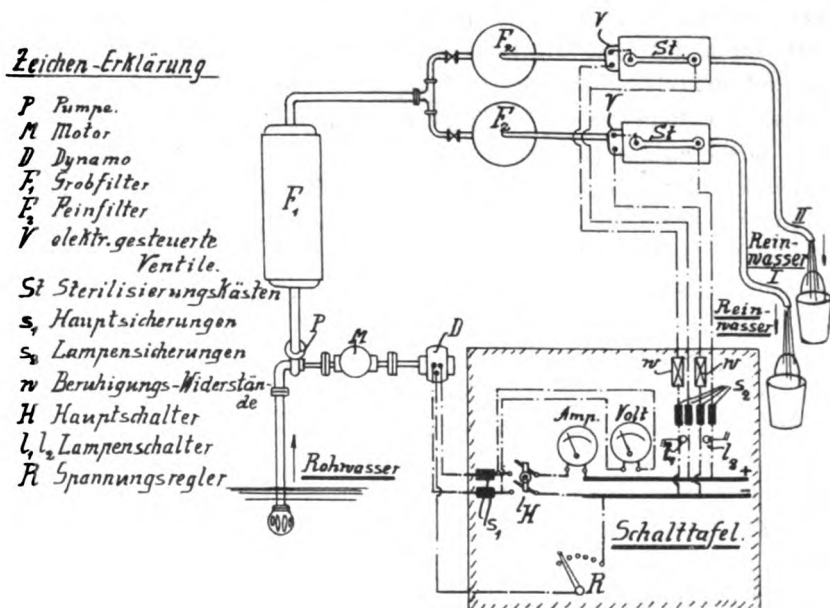 Zeichen-Erklärung
P Pumpe.
M Motor
D Dynamo
F₁ Grobfilter
F₂ Feinfilter
V elektr. gesteuerte
Ventile.
St Sterilisierungskästen
s₁ Hauptsicherungen
s₂ Lampensicherungen
w Beruhigungs-Widerstän-
de
H Hauptschalter
l₁ l₂ Lampenschalter
R Spannungsregler
F₁
F₂
F₂
V
St
V
St
II
Rein-
wasser
I
Rein-
wasser
P
M
D
Rohwasser
w
w
s₂
Amp.
Volt
l₁
l₂
+
-
s₁
H
R
Schalttafel.